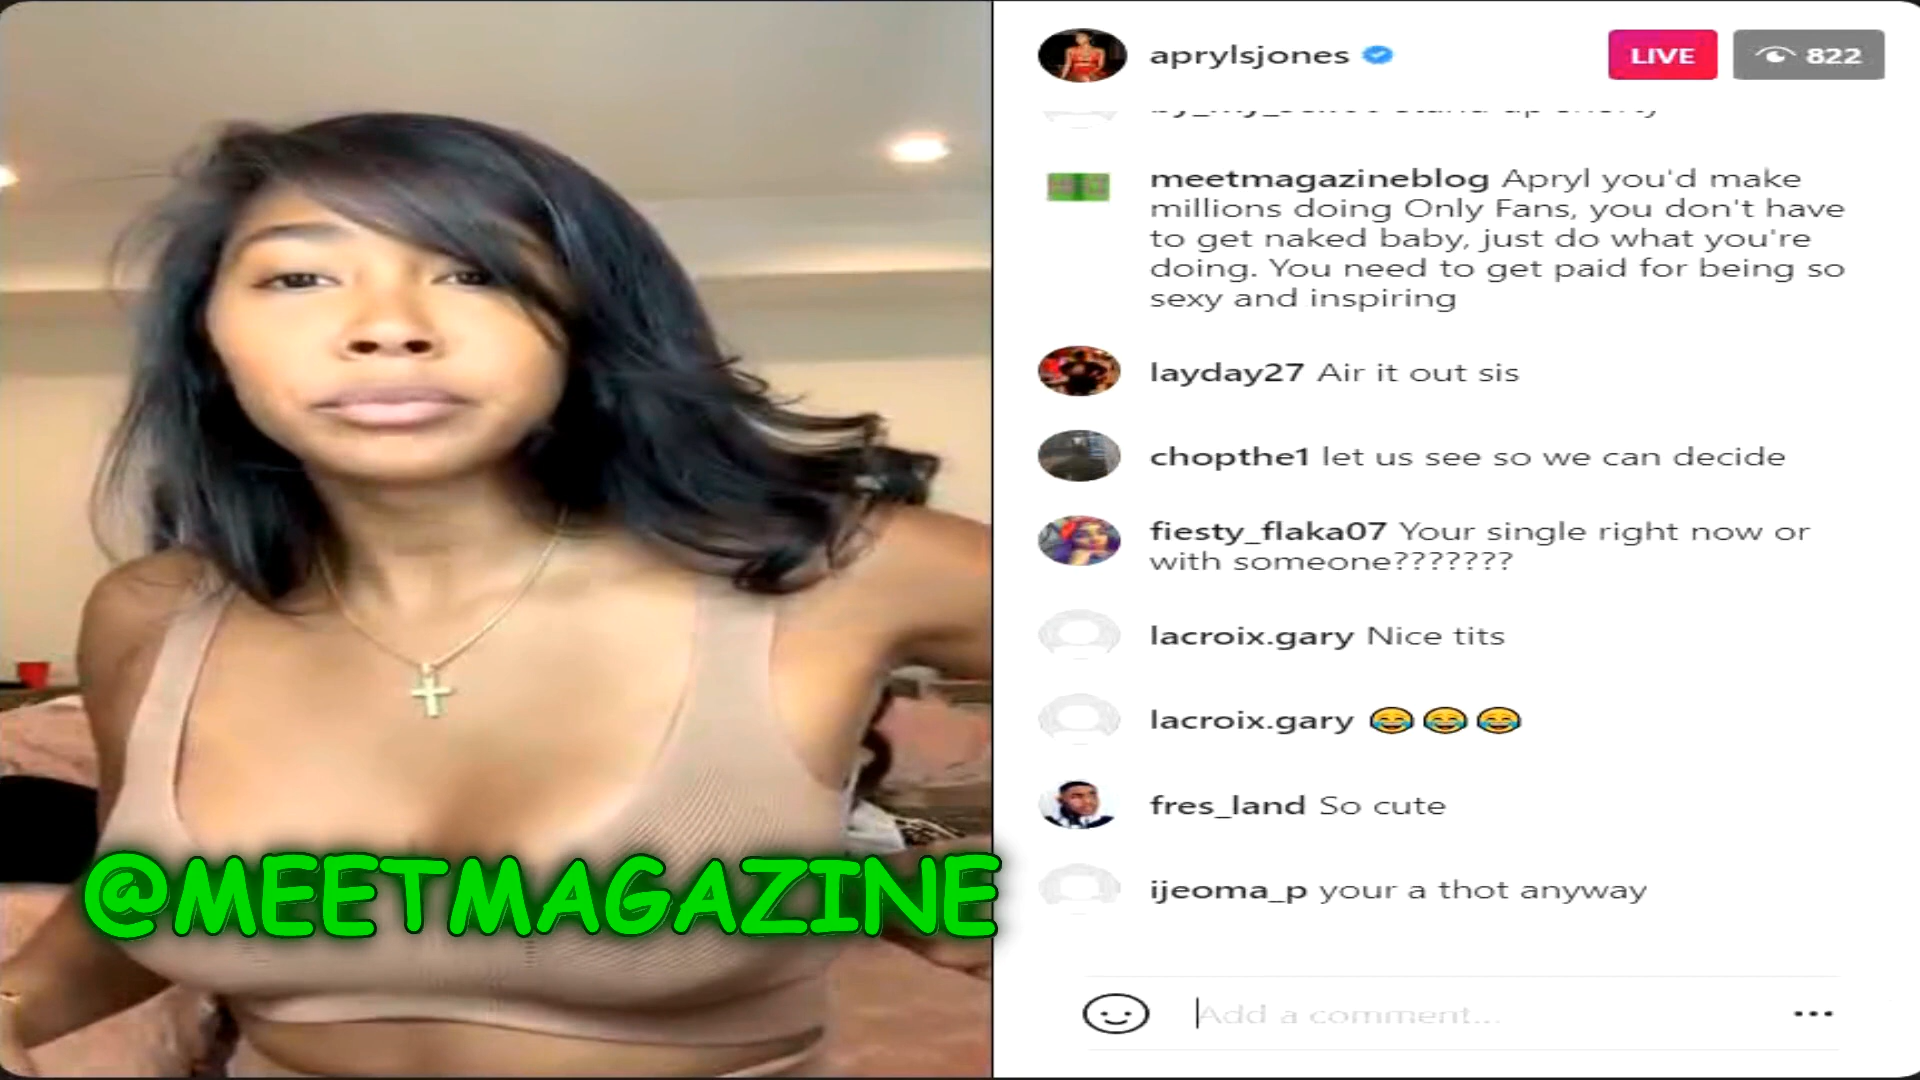 aprylsjones
LIVE
822
meetmagazineblog Apryl you'd make
millions doing Only Fans, you don't have
to get naked baby, just do what you're
doing. You need to get paid for being so
sexy and inspiring
layday27 Air it out sis
chopthe1 let us see so we can decide
fiesty_flaka07 Your single right now or
with someone???????
lacroix.gary Nice tits
lacroix.gary 😂😂😂
fres_land So cute
ijeoma_p your a thot anyway
@MEETMAGAZINE
Add a comment...